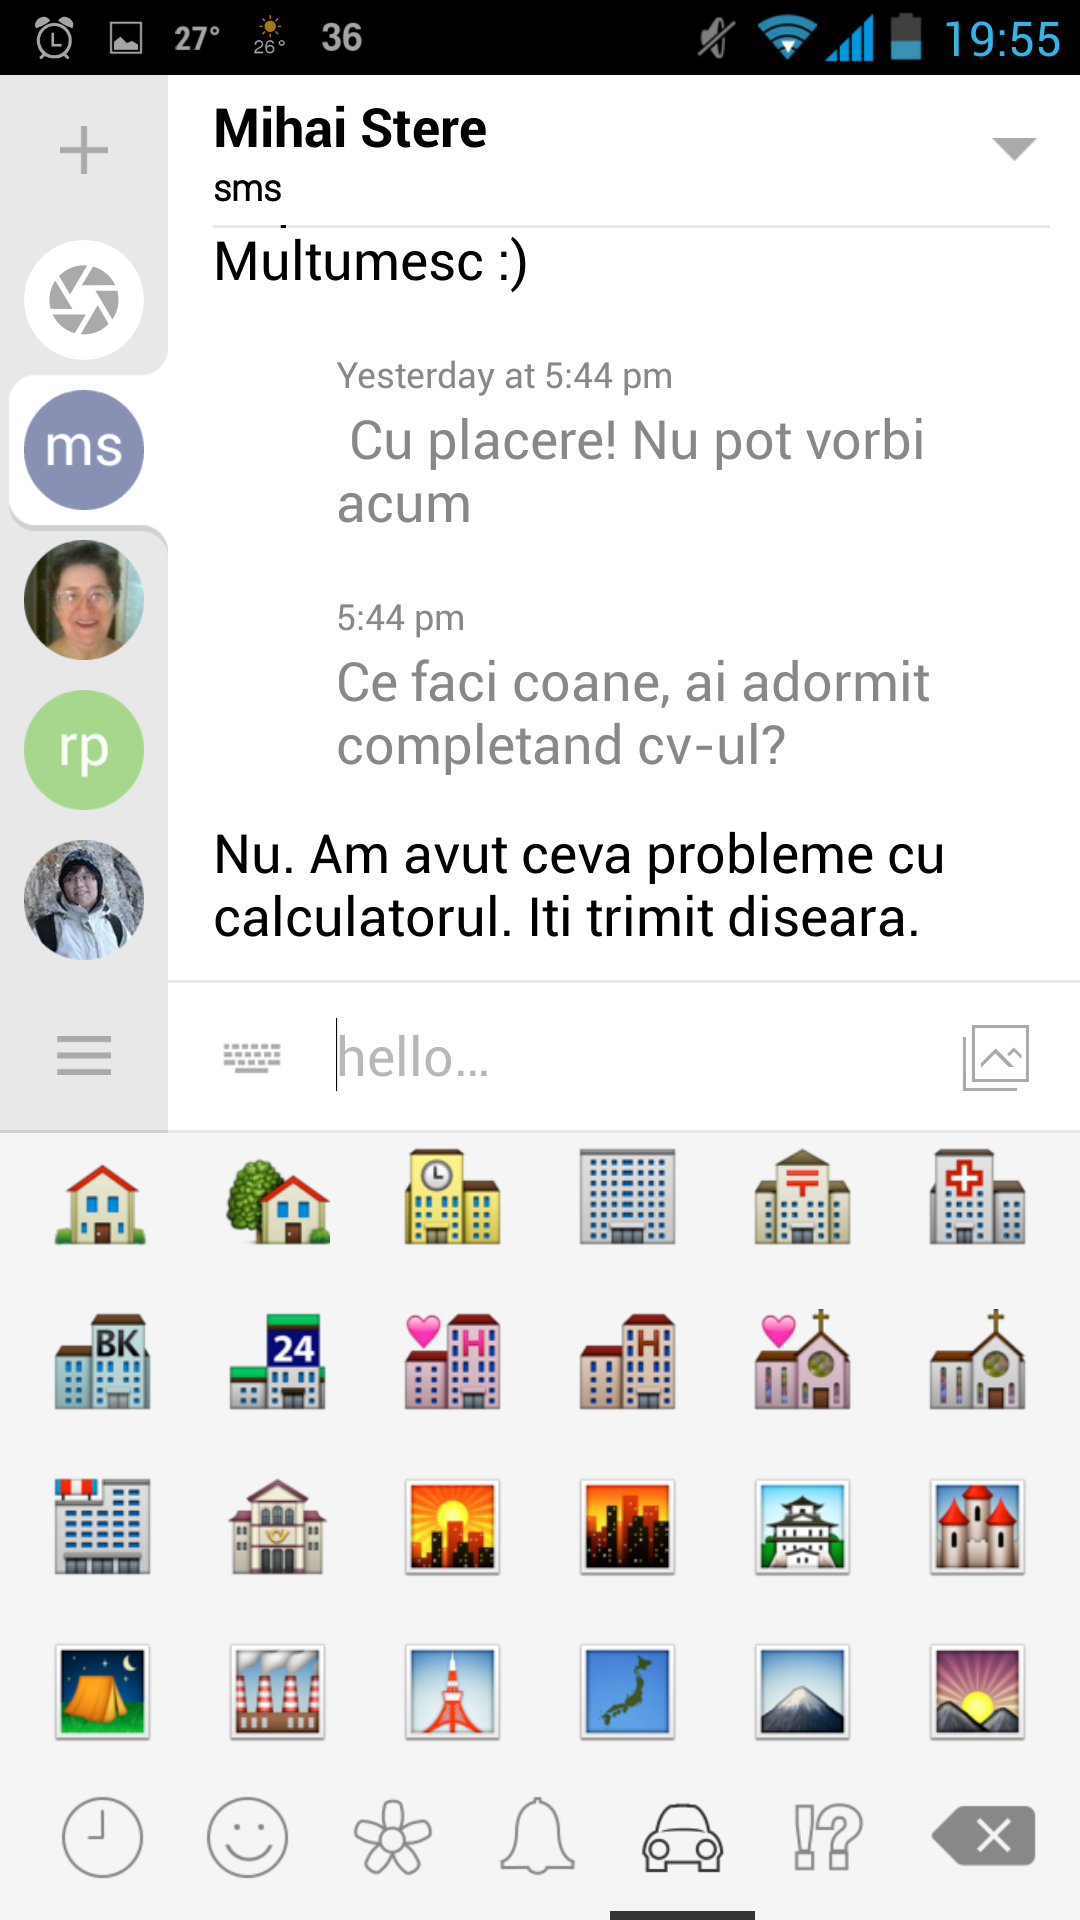 27°
26°
36
19:55
Mihai Stere
sms
Multumesc :)
ms
Yesterday at 5:44 pm
Cu placere! Nu pot vorbi
acum
5:44 pm
Ce faci coane, ai adormit
completand cv-ul?
rp
Nu. Am avut ceva probleme cu
calculatorul. Iti trimit diseara.
hello...
BK
24
H
H
!?